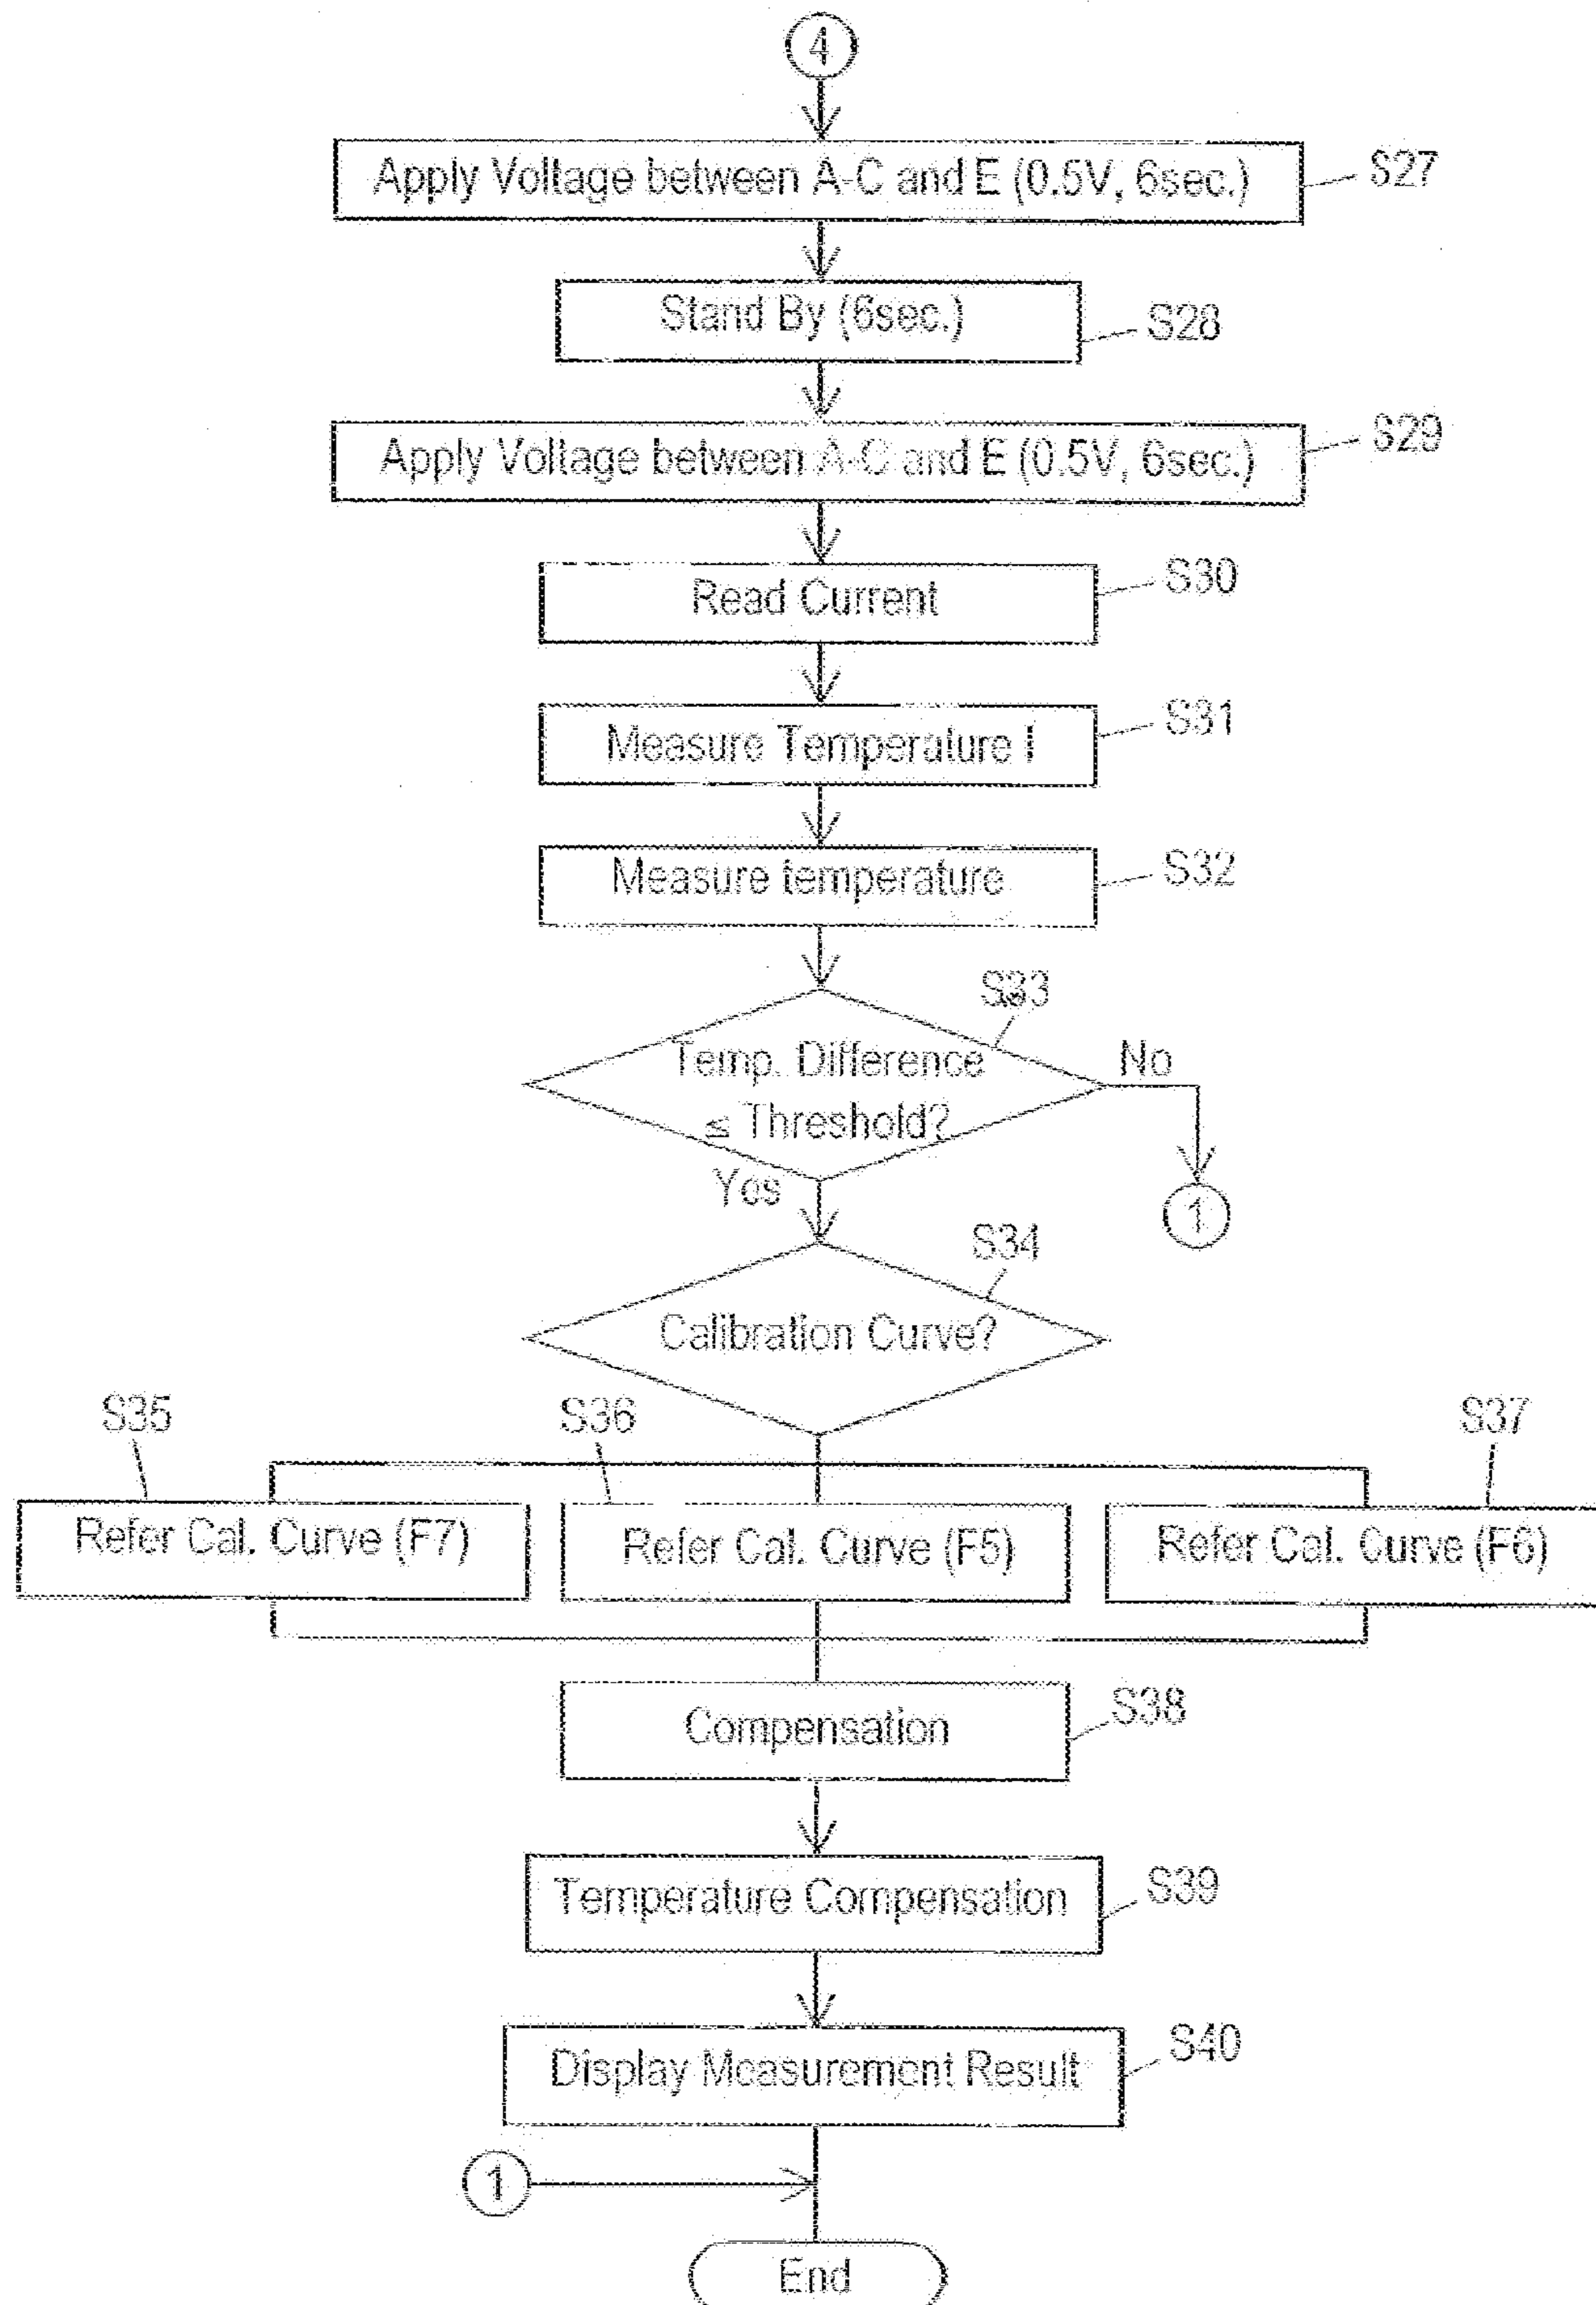 4
Apply Voltage between A-C and E (0.5V, 6sec.)
S27
Stand By (6sec.)
S28
Apply Voltage between A-C and E (0.5V, 6sec.)
S29
Read Current
S30
Measure Temperature I
S31
Measure temperature
S32
S33
Temp. Difference
≦ Threshold?
No
Yes
1
S34
Calibration Curve?
S35
S36
S37
Refer Cal. Curve (F7)
Refer Cal. Curve (F5)
Refer Cal. Curve (F6)
Compensation
S38
Temperature Compensation
S39
Display Measurement Result
S40
1
End